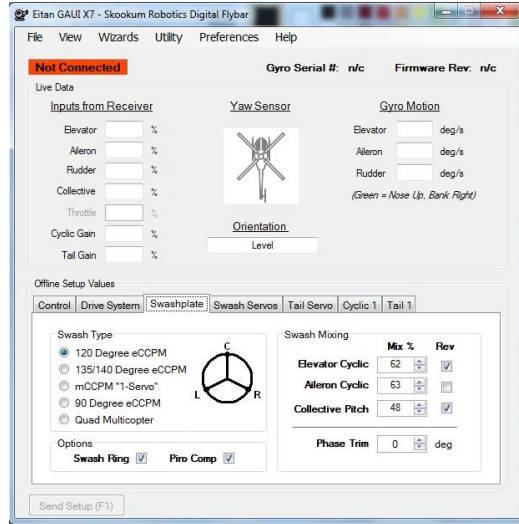 Eitan GAUI X7 - Skookum Robotics Digital Flybar
File View Wizards Utility Preferences Help
Not Connected Gyro Serial #: n/c Firmware Rev: n/c
Live Data
Inputs from Receiver Yaw Sensor Gyro Motion
Elevator % Elevator deg/s
Aileron % Aileron deg/s
Rudder % Rudder deg/s
Collective % (Green = Nose Up, Bank Right)
Throttle %
Cyclic Gain % Orientation
Tail Gain % Level
Offline Setup Values
Control Drive System Swashplate Swash Servos Tail Servo Cyclic 1 Tail 1
Swash Type Swash Mixing
120 Degree eCCPM C Mix % Rev
135/140 Degree eCCPM Elevator Cyclic 62
mCCPM "1-Servo" L R Aileron Cyclic 63
90 Degree eCCPM Collective Pitch 48
Quad Multicopter
Options Phase Trim 0 deg
Swash Ring Piro Comp
Send Setup (F1)